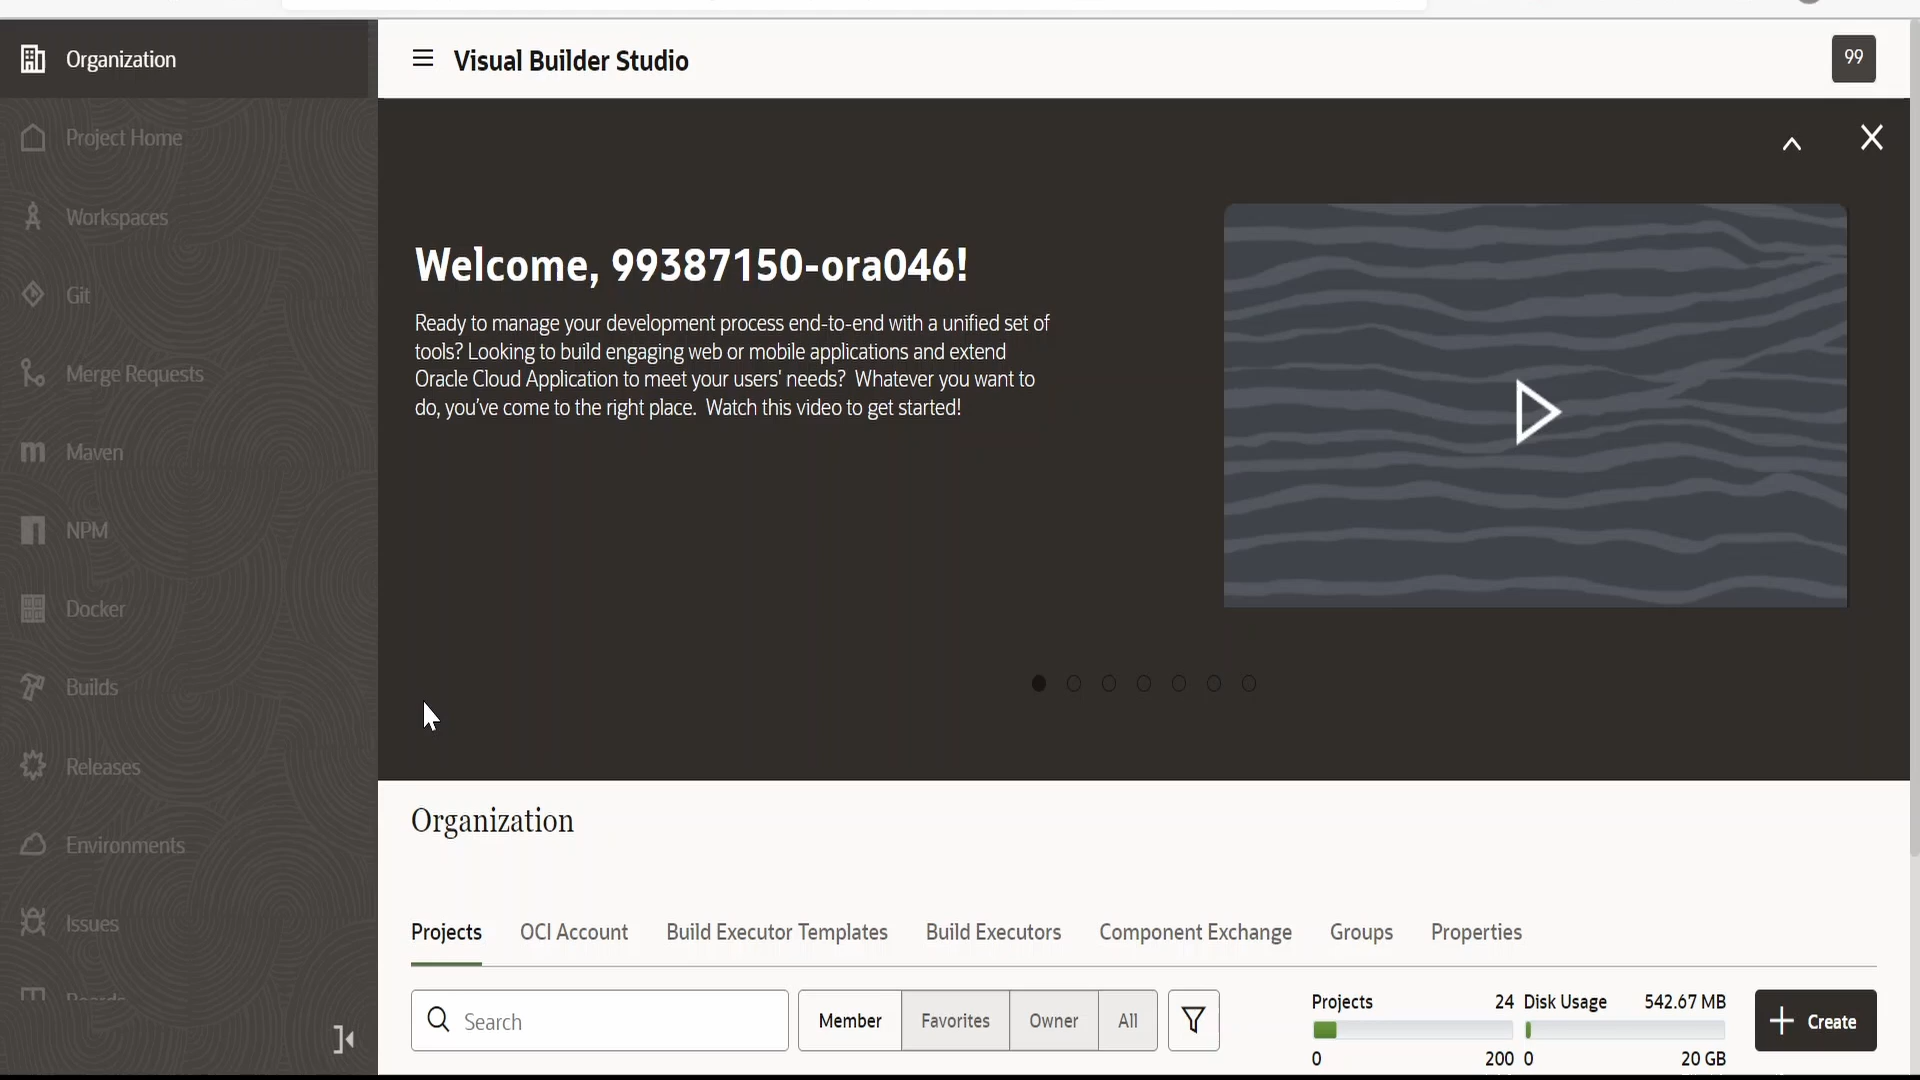 Organization
Project Home
Workspaces
Git
Merge Requests
Maven
NPM
Docker
Builds
Releases
Environments
Issues
Boards
Visual Builder Studio
99
Welcome, 99387150-ora046!
Ready to manage your development process end-to-end with a unified set of
tools? Looking to build engaging web or mobile applications and extend
Oracle Cloud Application to meet your users' needs? Whatever you want to
do, you've come to the right place. Watch this video to get started!
Organization
Projects OCI Account Build Executor Templates Build Executors Component Exchange Groups Properties
Search Member Favorites Owner All
Projects 24 Disk Usage 542.67 MB
0 200 0 20 GB
Create